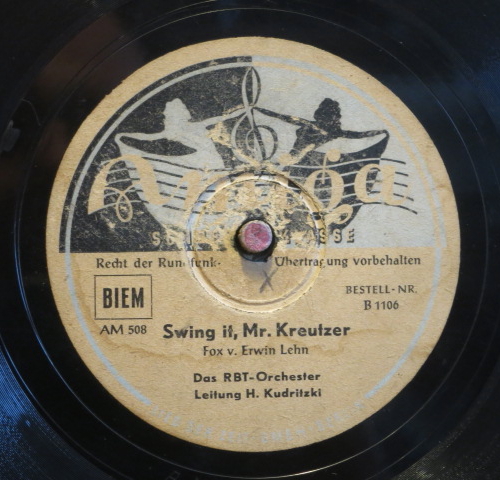 Amiga
Recht der Rundfunk- Übertragung vorbehalten
BIEM
BESTELL-NR.
B 1106
AM 508
Swing it, Mr. Kreutzer
Fox v. Erwin Lehn
Das RBT-Orchester
Leitung H. Kudritzki